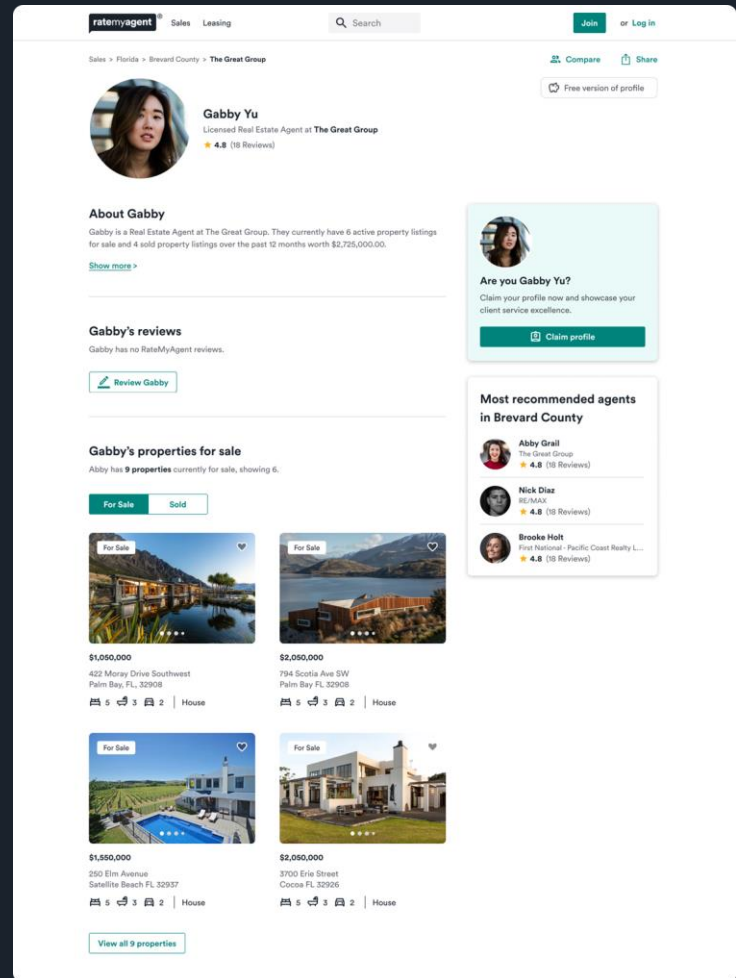 ratemyagent®
Sales
Leasing
Search
Join
or Log in
Sales > Florida > Brevard County > The Great Group
Compare
Share
Free version of profile
Gabby Yu
Licensed Real Estate Agent at The Great Group
4.8 (18 Reviews)
About Gabby
Gabby is a Real Estate Agent at The Great Group. They currently have 6 active property listings
for sale and 4 sold property listings over the past 12 months worth $2,725,000.00.
Show more >
Gabby's reviews
Gabby has no RateMyAgent reviews.
Review Gabby
Gabby's properties for sale
Abby has 9 properties currently for sale, showing 6.
For Sale
Sold
For Sale
$1,050,000
422 Moray Drive Southwest
Palm Bay, FL, 32908
5 3 2 | House
For Sale
$2,050,000
794 Scotia Ave SW
Palm Bay FL 32908
5 3 2 | House
For Sale
$1,550,000
250 Elm Avenue
Satellite Beach FL 32937
5 3 2 | House
For Sale
$2,050,000
3700 Erie Street
Cocoa FL 32926
5 3 2 | House
View all 9 properties
Are you Gabby Yu?
Claim your profile now and showcase your
client service excellence.
Claim profile
Most recommended agents
in Brevard County
Abby Grail
The Great Group
4.8 (18 Reviews)
Nick Diaz
RE/MAX
4.8 (18 Reviews)
Brooke Holt
First National - Pacific Coast Realty L...
4.8 (18 Reviews)